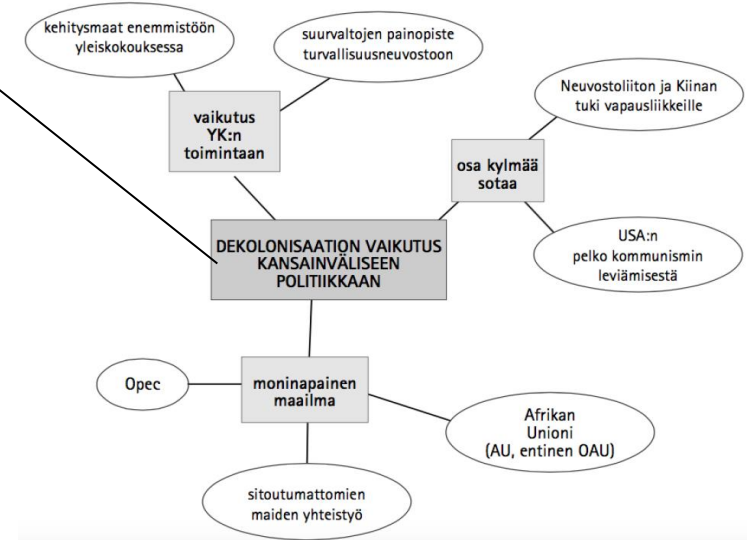 kehitysmaat enemmistöön
yleiskokouksessa
suurvaltojen painopiste
turvallisuusneuvostoon
vaikutus
YK:n
toimintaan
Neuvostoliiton ja Kiinan
tuki vapausliikkeille
osa kylmää
sotaa
USA:n
pelko kommunismin
leviämisestä
DEKOLONISAATION VAIKUTUS
KANSAINVÄLISEEN
POLITIIKKAAN
Opec
moninapainen
maailma
Afrikan
Unioni
(AU, entinen OAU)
sitoutumattomien
maiden yhteistyö